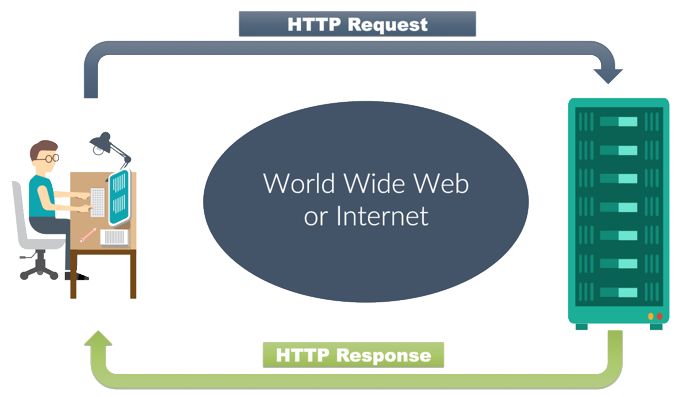 HTTP Request
World Wide Web
or Internet
HTTP Response